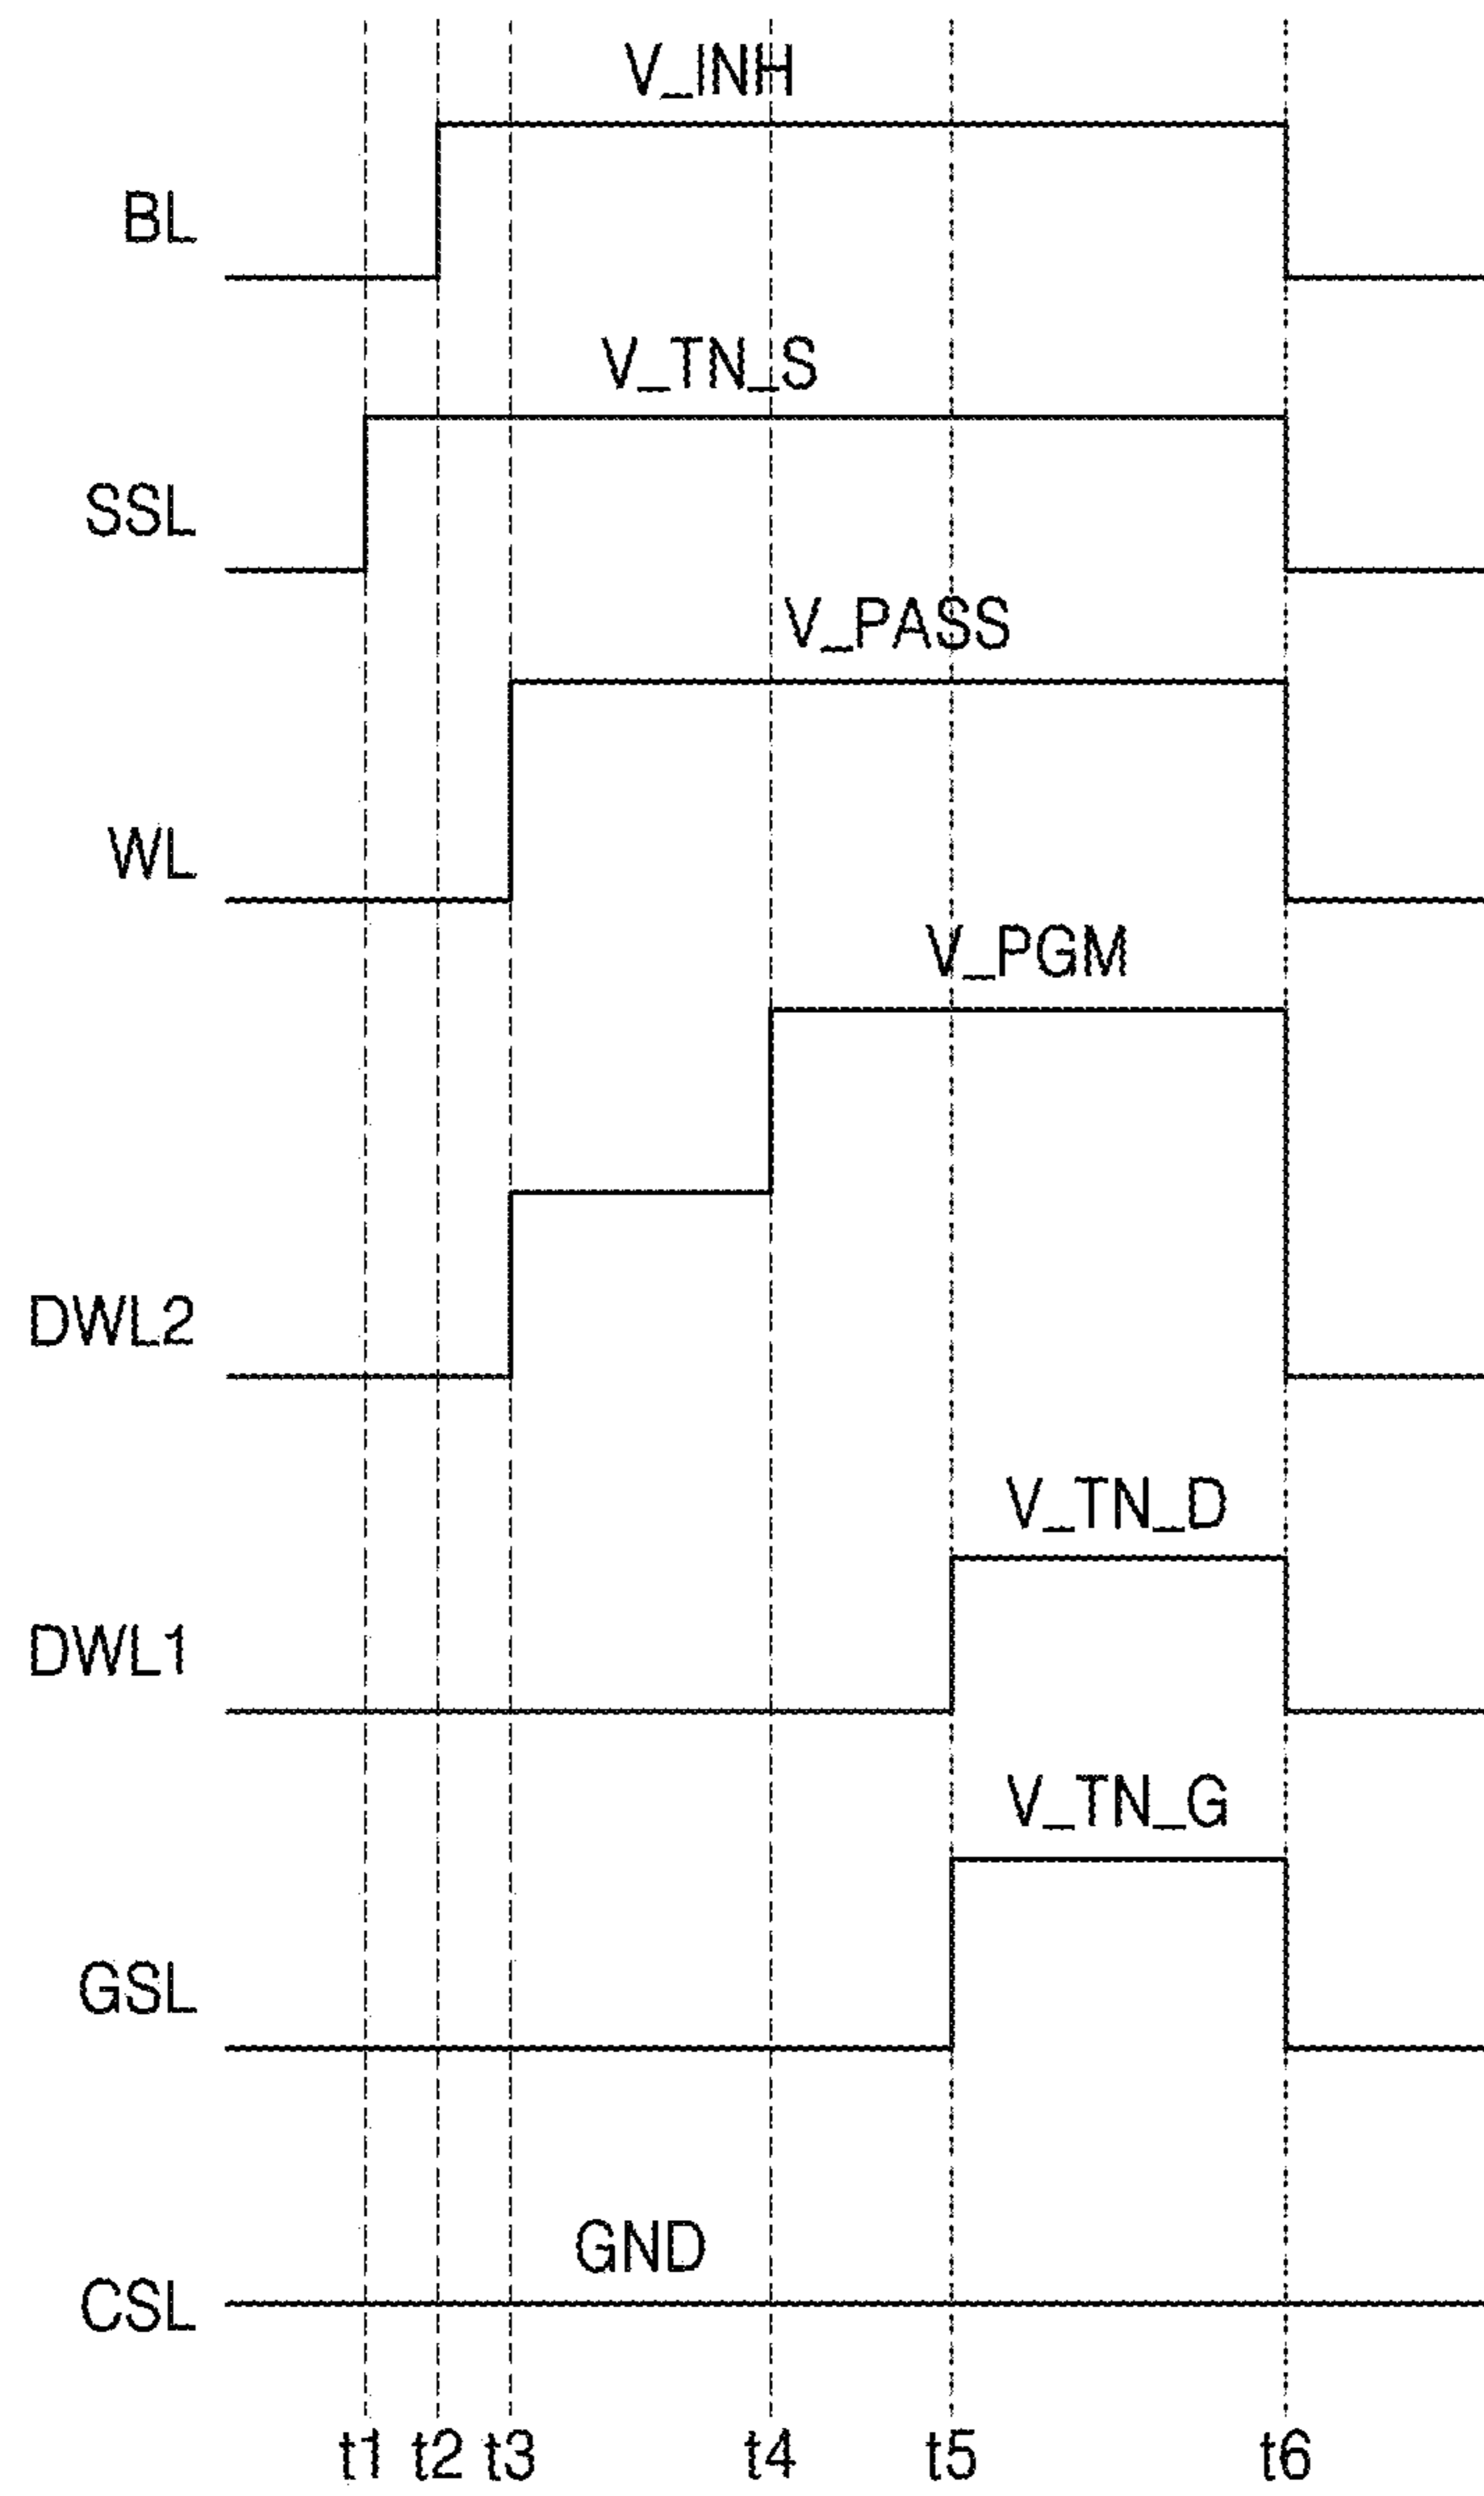 V_INH
BL
V_TN_S
SSL
V_PASS
WL
V_PGM
DWL2
V_TN_D
DWL1
V_TN_G
GSL
GND
CSL
t1 t2 t3 t4 t5 t6